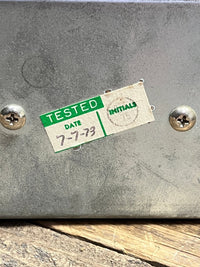 TESTED
DATE
7-7-73
INITIALS